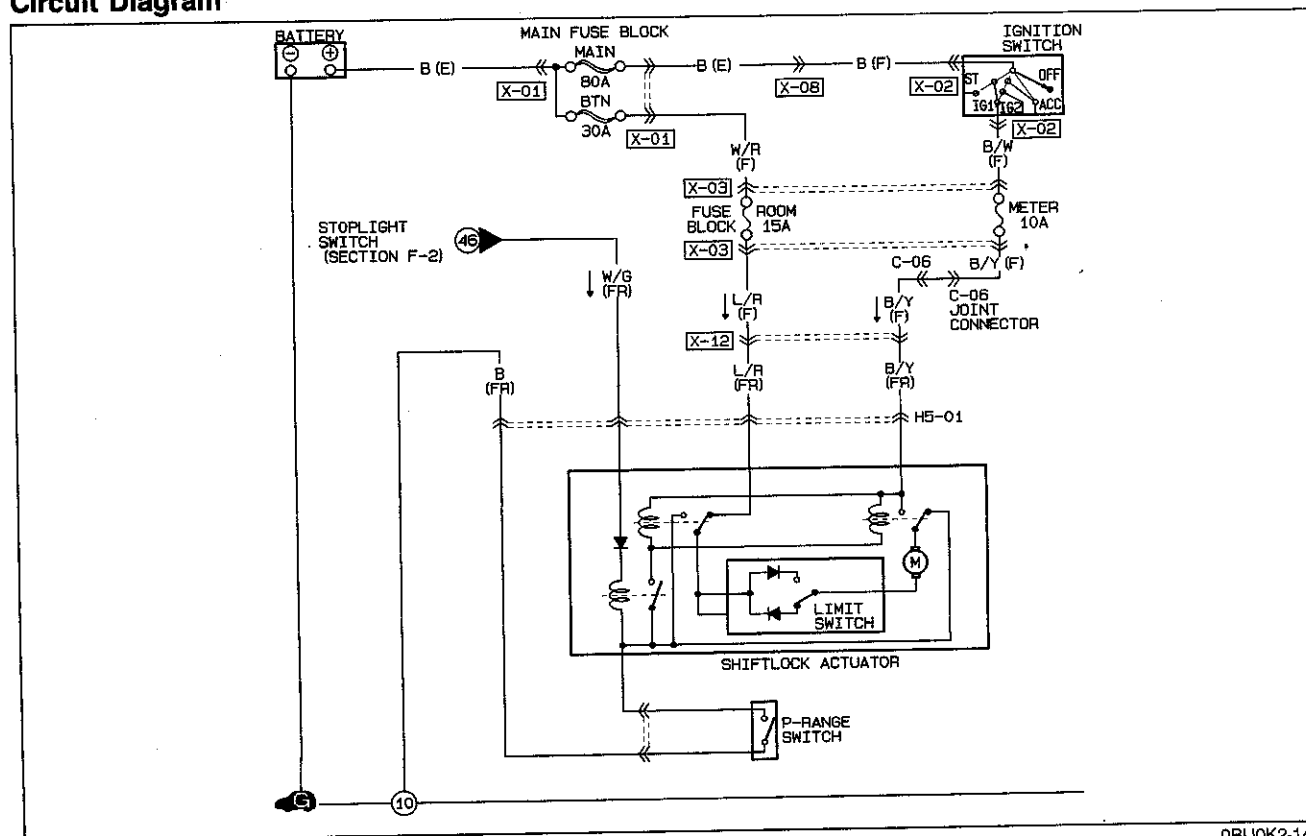 Circuit Diagram
BATTERY
MAIN FUSE BLOCK
IGNITION
SWITCH
MAIN
B (E)
80A
B (E)
B (F)
ST
OFF
IG1
IG2
ACC
X-01
X-08
X-02
BTN
30A
X-01
X-02
W/R
(F)
B/W
(F)
X-03
FUSE
BLOCK
ROOM
15A
METER
10A
STOPLIGHT
SWITCH
(SECTION F-2)
46
X-03
W/G
(FR)
C-06
B/Y (F)
L/R
(F)
B/Y
(F)
C-06
JOINT
CONNECTOR
X-12
B
(FR)
L/R
(FR)
B/Y
(FR)
H5-01
M
LIMIT
SWITCH
SHIFTLOCK ACTUATOR
P-RANGE
SWITCH
G
10